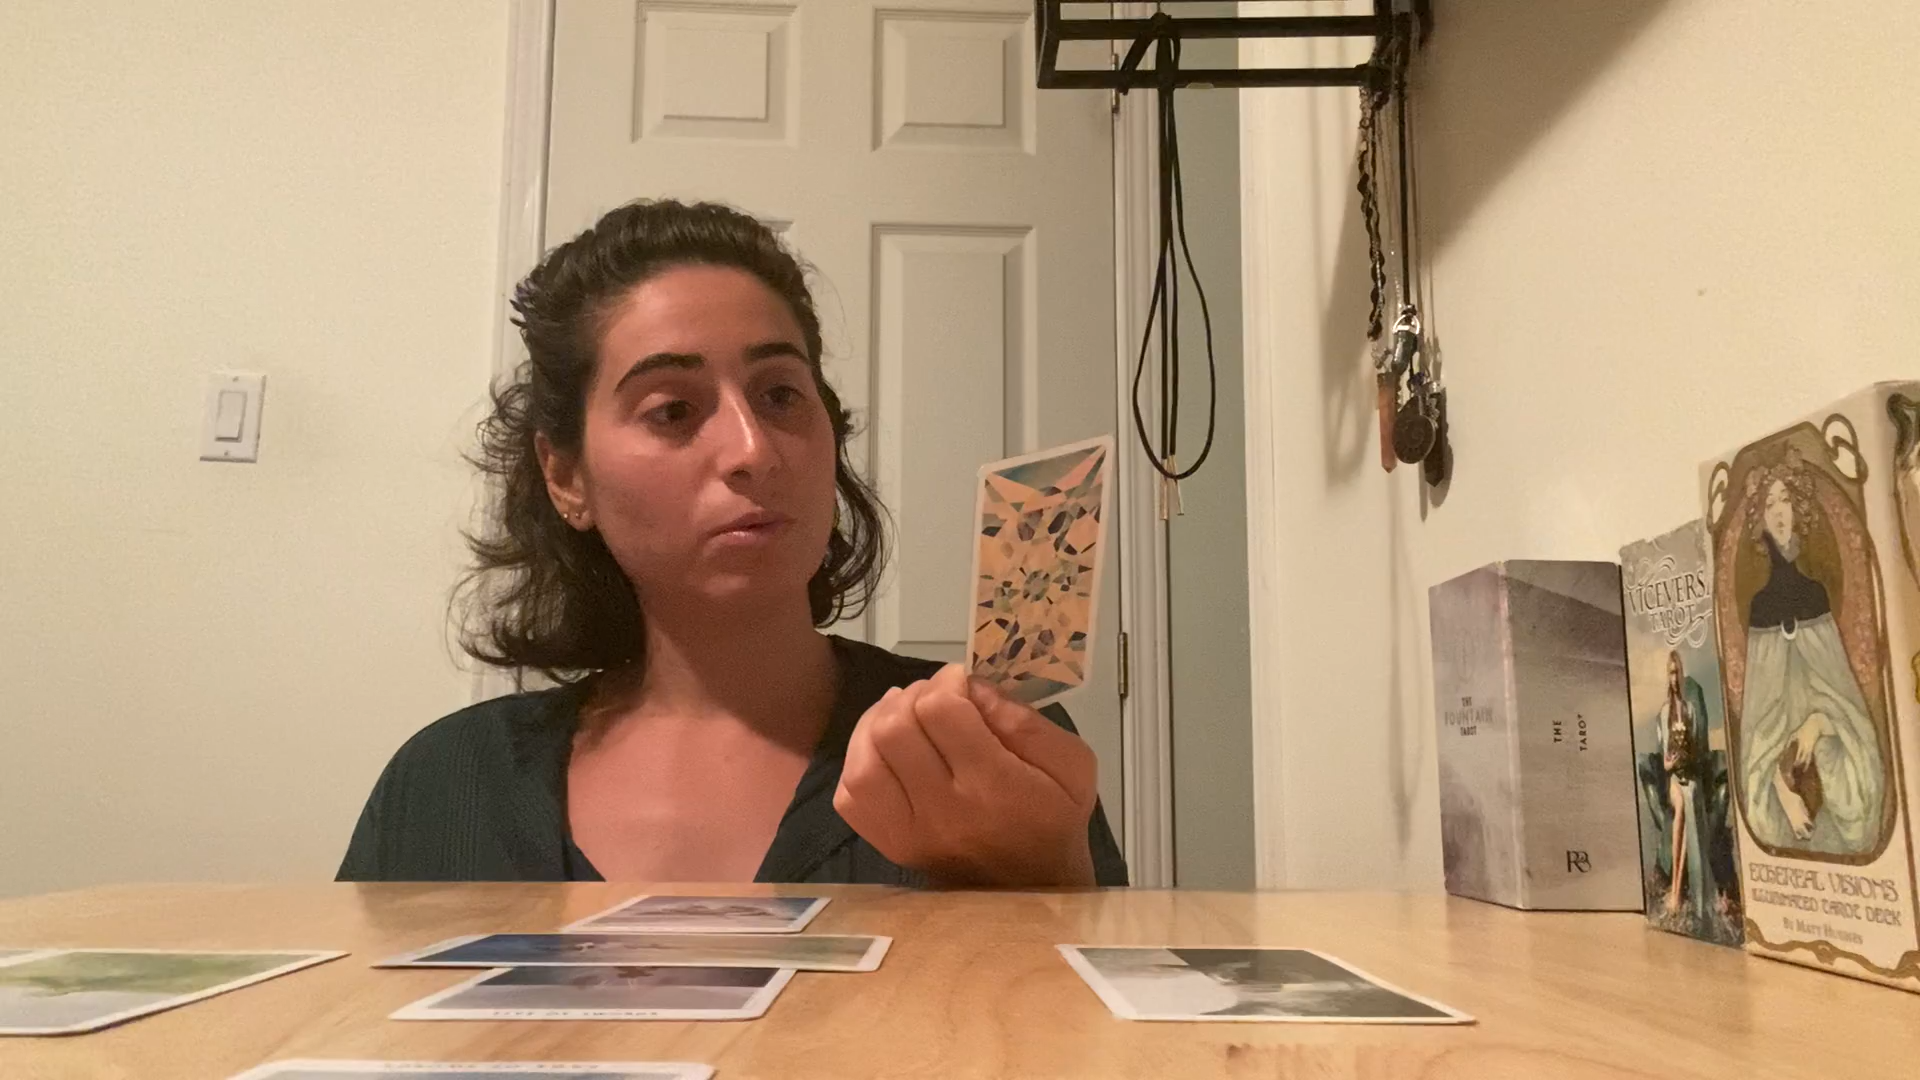 THE
FOUNTAIN
TAROT
THE
TAROT
VICEVERSA
TAROT
ETHEREAL VISIONS
ILLUMINATED TAROT DECK
By Matt Hughes